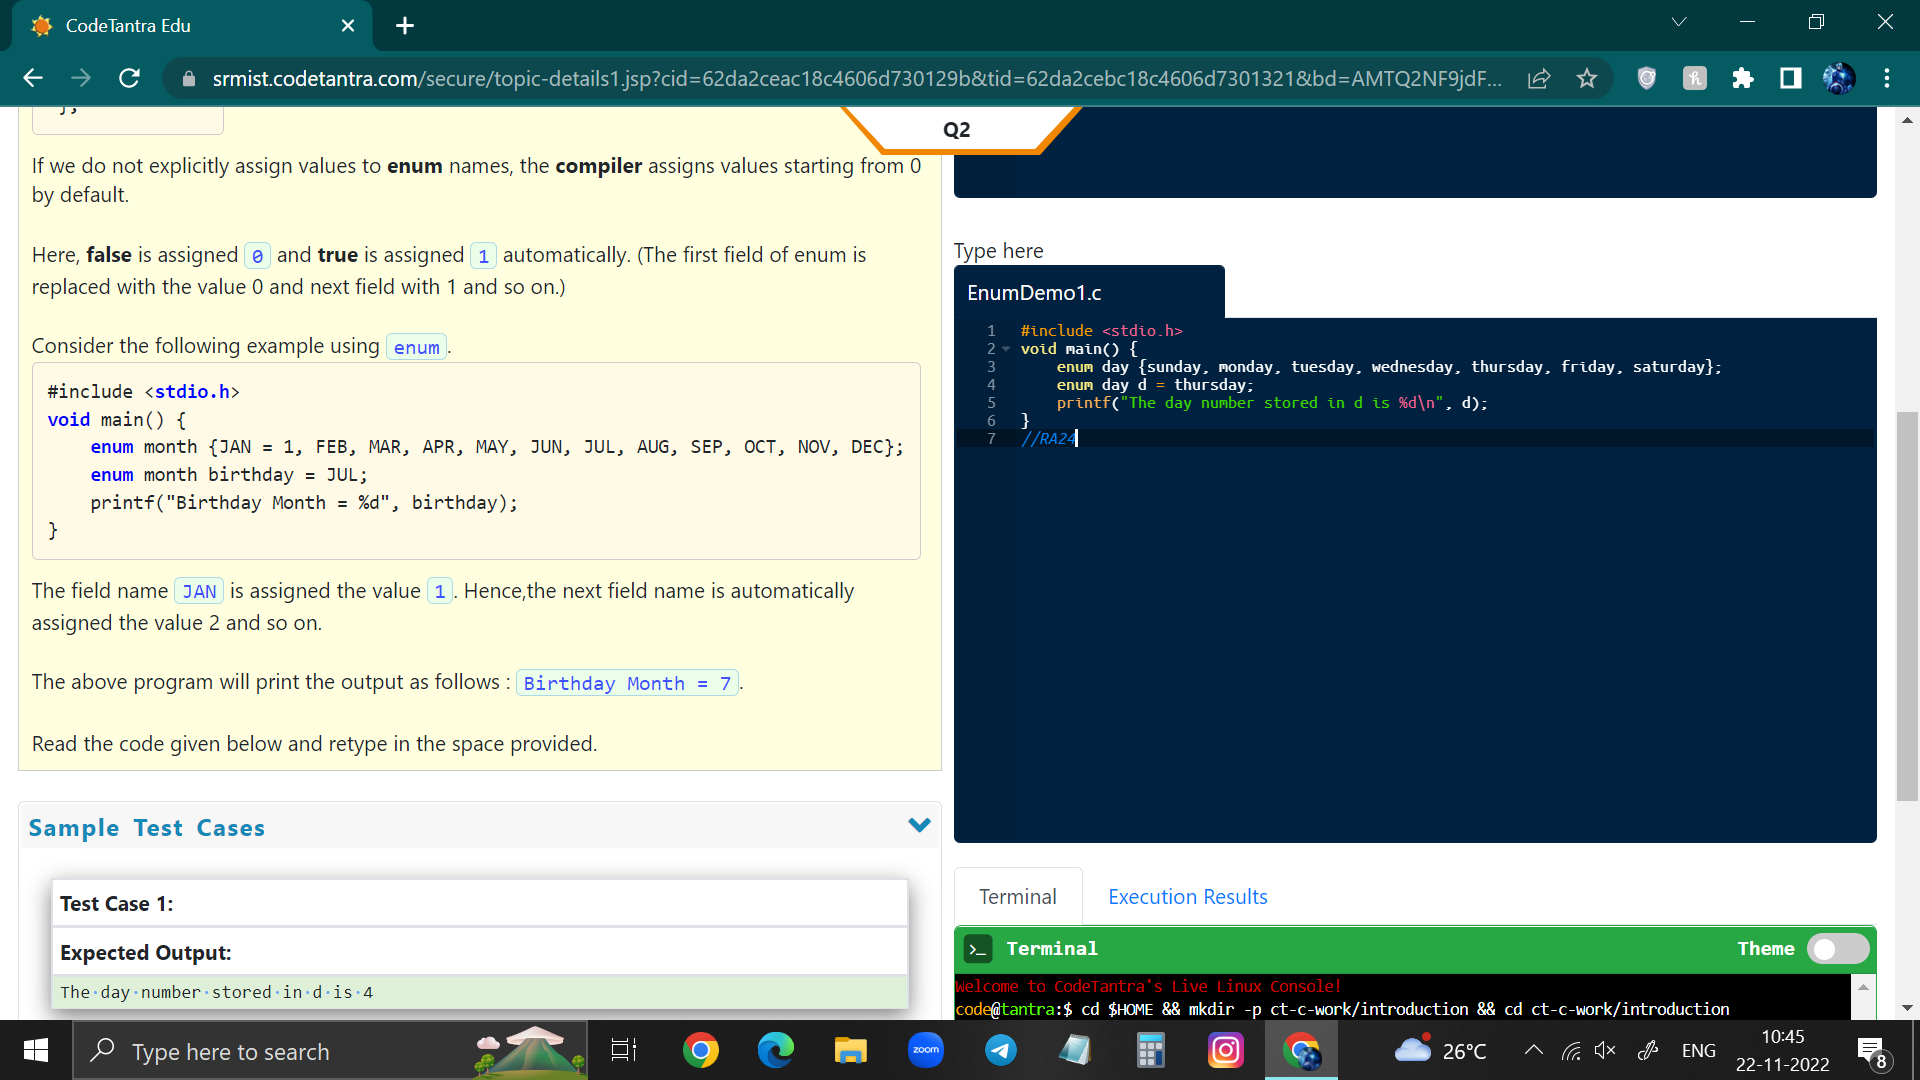 CodeTantra Edu
srmist.codetantra.com/secure/topic-details1.jsp?cid=62da2ceac18c4606d730129b&tid=62da2cebc18c4606d7301321&bd=AMTQ2NF9jdF...
};
Q2
If we do not explicitly assign values to enum names, the compiler assigns values starting from 0
by default.
Here, false is assigned 0 and true is assigned 1 automatically. (The first field of enum is
replaced with the value 0 and next field with 1 and so on.)
Consider the following example using enum.
#include <stdio.h>
void main() {
enum month {JAN = 1, FEB, MAR, APR, MAY, JUN, JUL, AUG, SEP, OCT, NOV, DEC};
enum month birthday = JUL;
printf("Birthday Month = %d", birthday);
}
The field name JAN is assigned the value 1. Hence,the next field name is automatically
assigned the value 2 and so on.
The above program will print the output as follows : Birthday Month = 7.
Read the code given below and retype in the space provided.
Sample Test Cases
Test Case 1:
Expected Output:
The·day·number·stored·in·d·is·4
Type here
EnumDemo1.c
1 #include <stdio.h>
2 void main() {
3 enum day {sunday, monday, tuesday, wednesday, thursday, friday, saturday};
4 enum day d = thursday;
5 printf("The day number stored in d is %d\n", d);
6 }
7 //RA24
Terminal
Execution Results
Terminal
Theme
Welcome to CodeTantra's Live Linux Console!
code@tantra:$ cd $HOME && mkdir -p ct-c-work/introduction && cd ct-c-work/introduction
Type here to search
zoom
26°C
ENG
10:45
22-11-2022
8